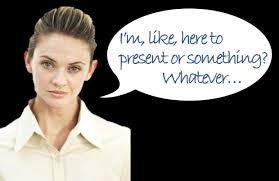 I'm, like, here to
present or something?
Whatever...